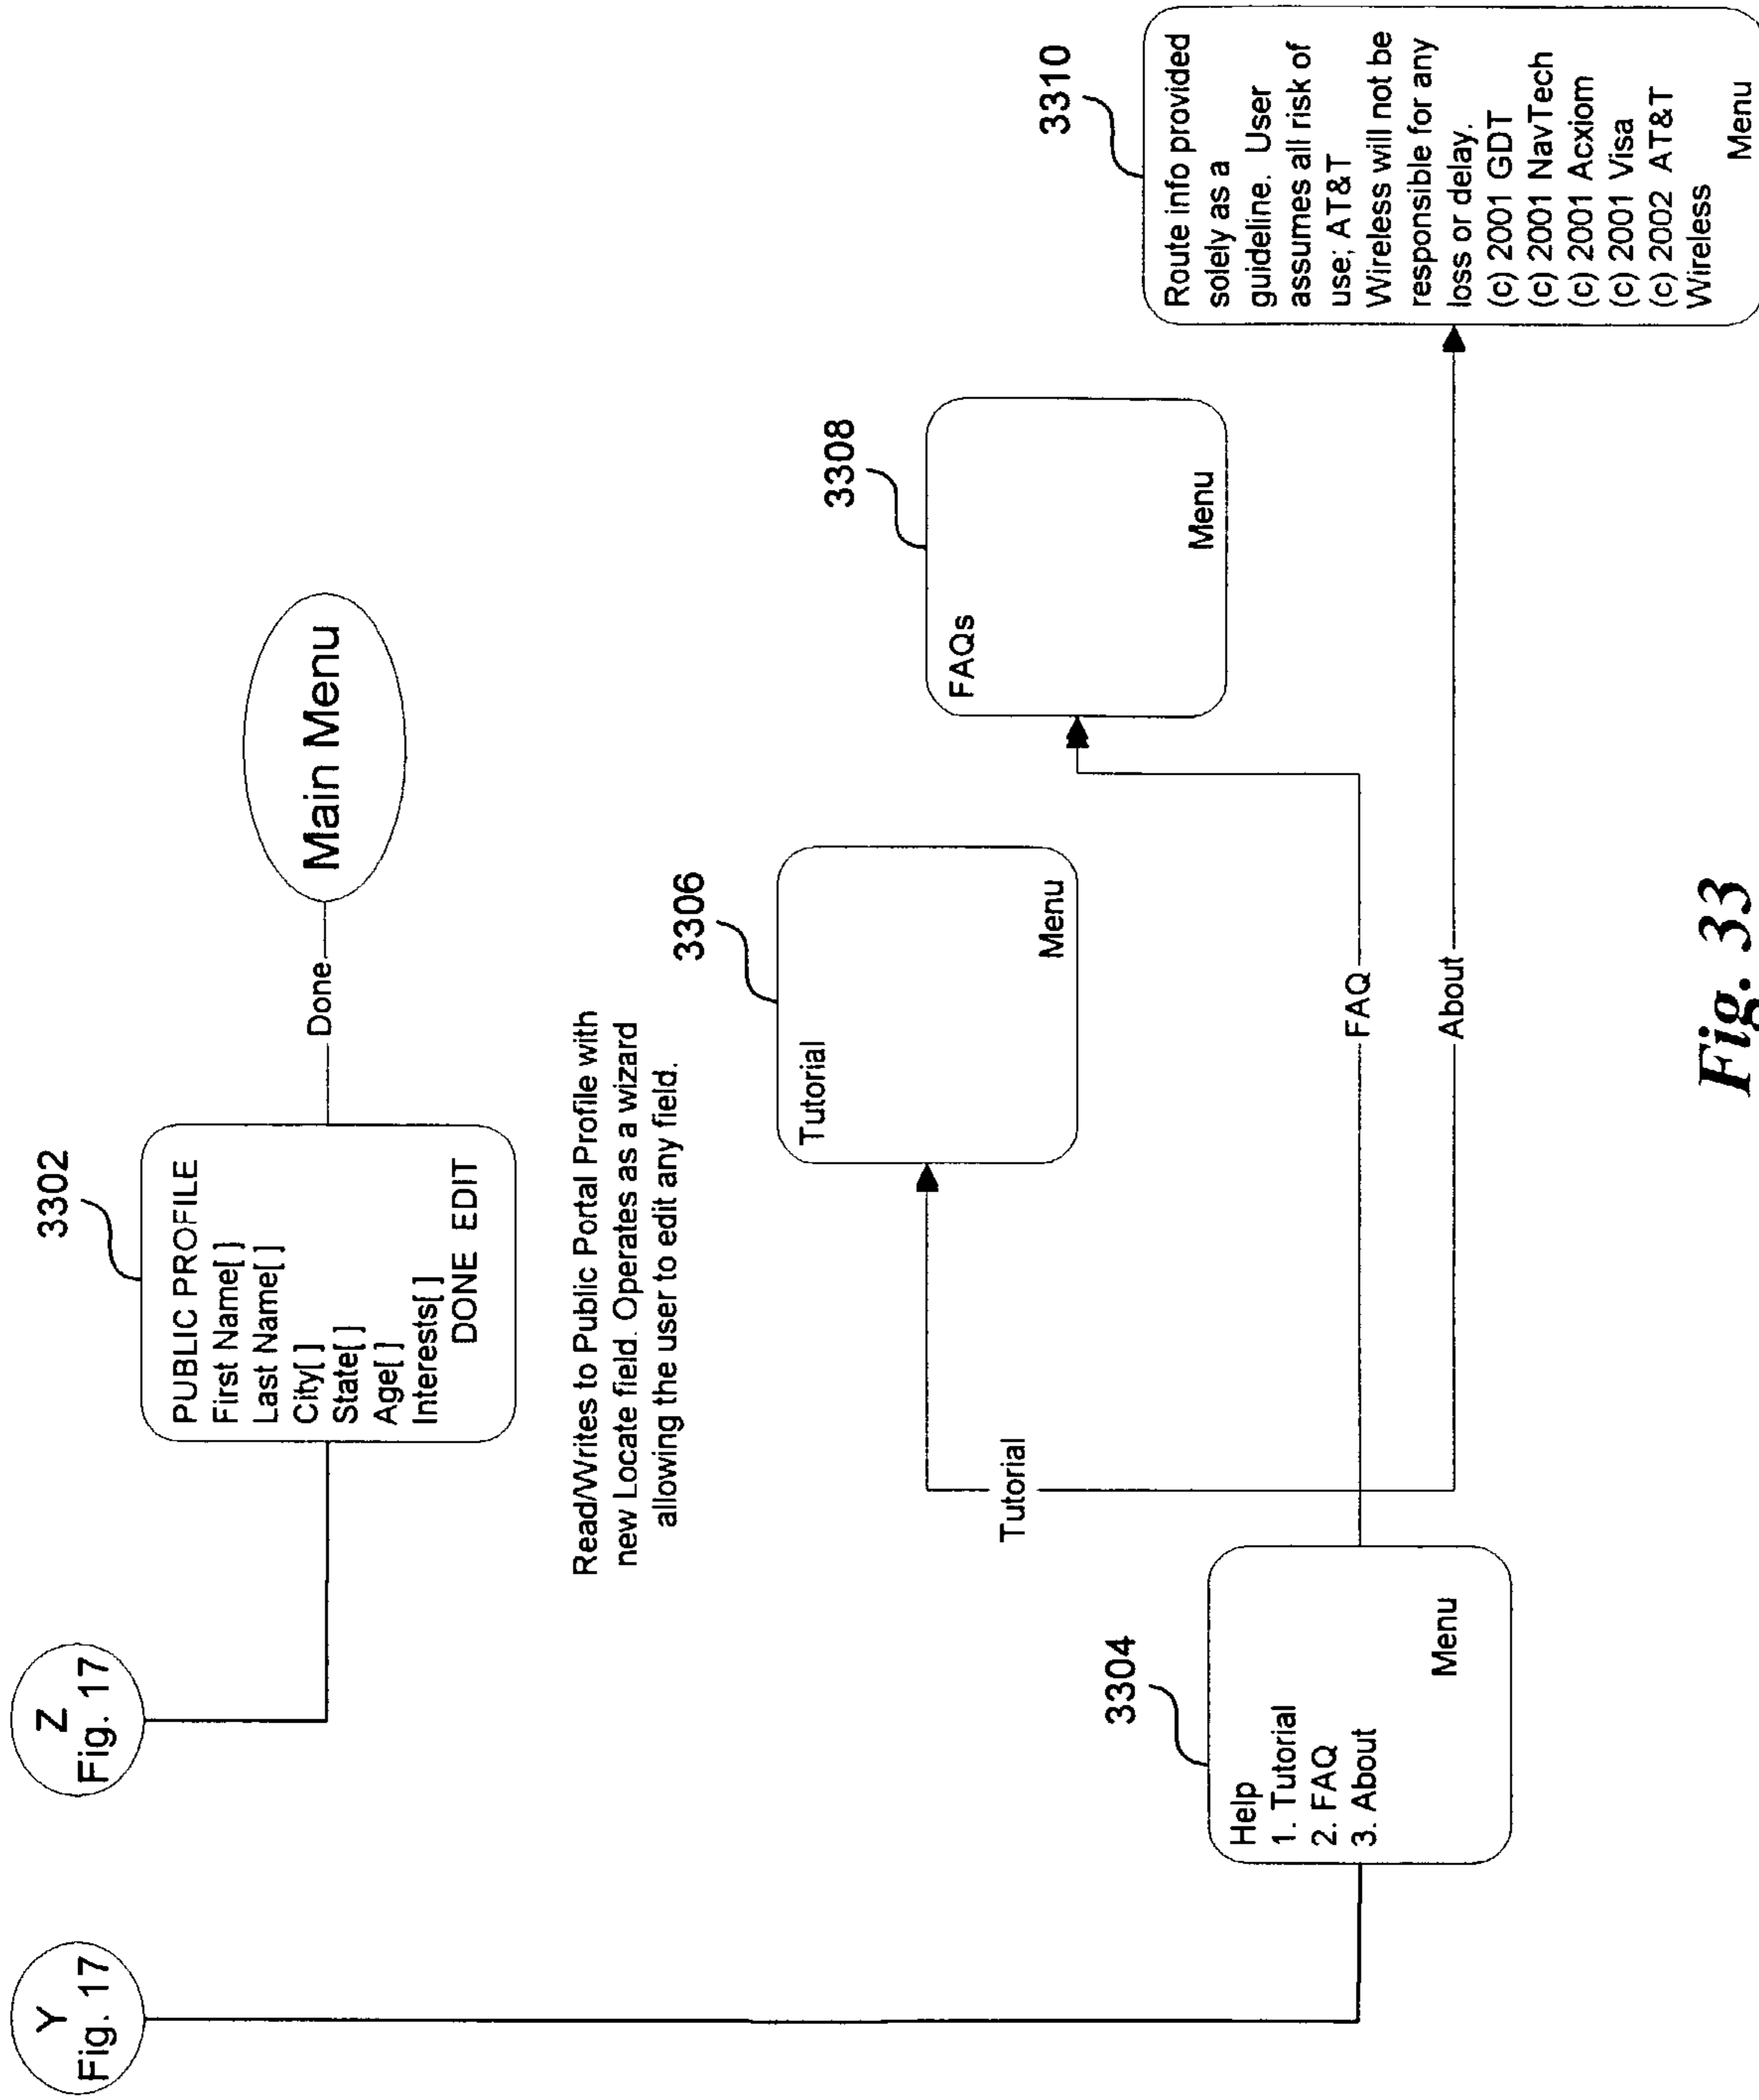 Y
Fig. 17
Z
Fig. 17
3302
PUBLIC PROFILE
First Name[ ]
Last Name[ ]
City[ ]
State[ ]
Age[ ]
Interests[ ]
DONE EDIT
Done
Main Menu
Read/Writes to Public Portal Profile with
new Locate field. Operates as a wizard
allowing the user to edit any field.
3304
Help
1. Tutorial
2. FAQ
3. About
Menu
Tutorial
FAQ
About
3306
Tutorial
Menu
3308
FAQs
Menu
3310
Route info provided
solely as a
guideline. User
assumes all risk of
use; AT&T
Wireless will not be
responsible for any
loss or delay.
(c) 2001 GDT
(c) 2001 NavTech
(c) 2001 Acxiom
(c) 2001 Visa
(c) 2002 AT&T
Wireless
Menu
Fig. 33